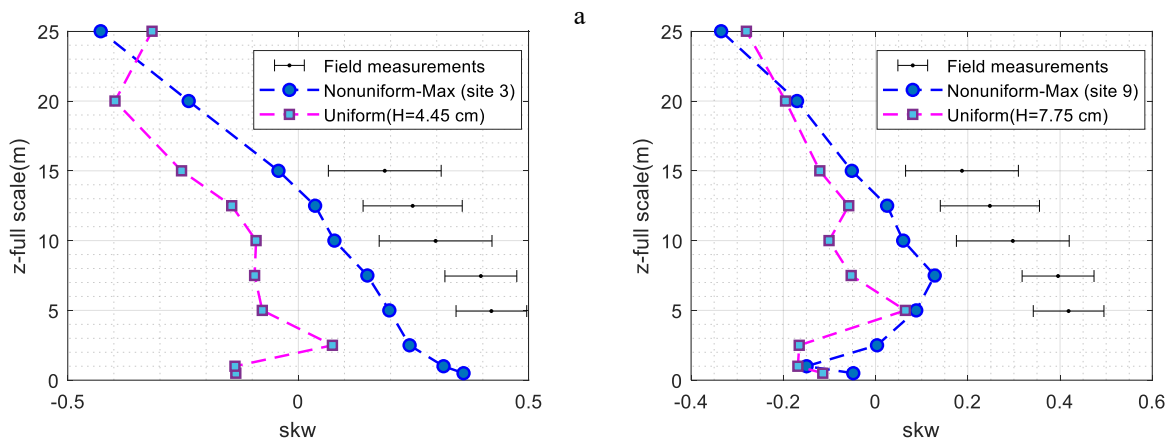 a
25
20
15
10
5
0
z-full scale(m)
-0.5
0
0.5
skw
Field measurements
Nonuniform-Max (site 3)
Uniform(H=4.45 cm)
25
20
15
10
5
0
z-full scale(m)
-0.4
-0.2
0
0.2
0.4
0.6
skw
Field measurements
Nonuniform-Max (site 9)
Uniform(H=7.75 cm)